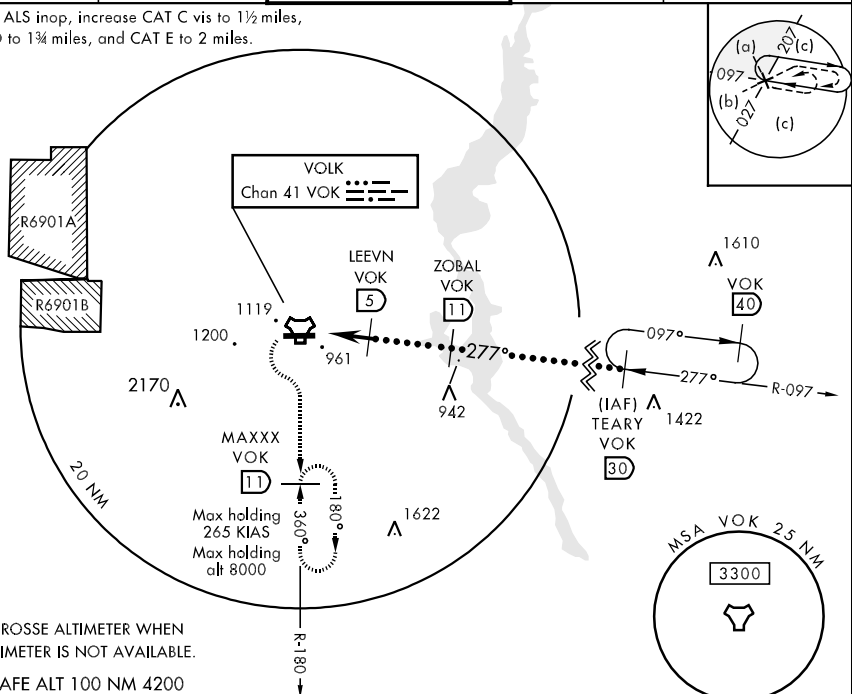 ALS inop, increase CAT C vis to 1½ miles,
to 1¾ miles, and CAT E to 2 miles.
(a)
207
(c)
097
(b)
027
(c)
VOLK
Chan 41 VOK
R6901A
R6901B
LEEVN
VOK
5
ZOBAL
VOK
11
1610
VOK
40
1119
1200
961
277°
097°
277°
R-097
942
2170
(IAF)
TEARY
VOK
30
1422
MAXXX
VOK
11
20 NM
Max holding
265 KIAS
Max holding
alt 8000
360°
180°
1622
MSA VOK 25 NM
3300
ROSSE ALTIMETER WHEN
IMETER IS NOT AVAILABLE.
AFE ALT 100 NM 4200
R-180